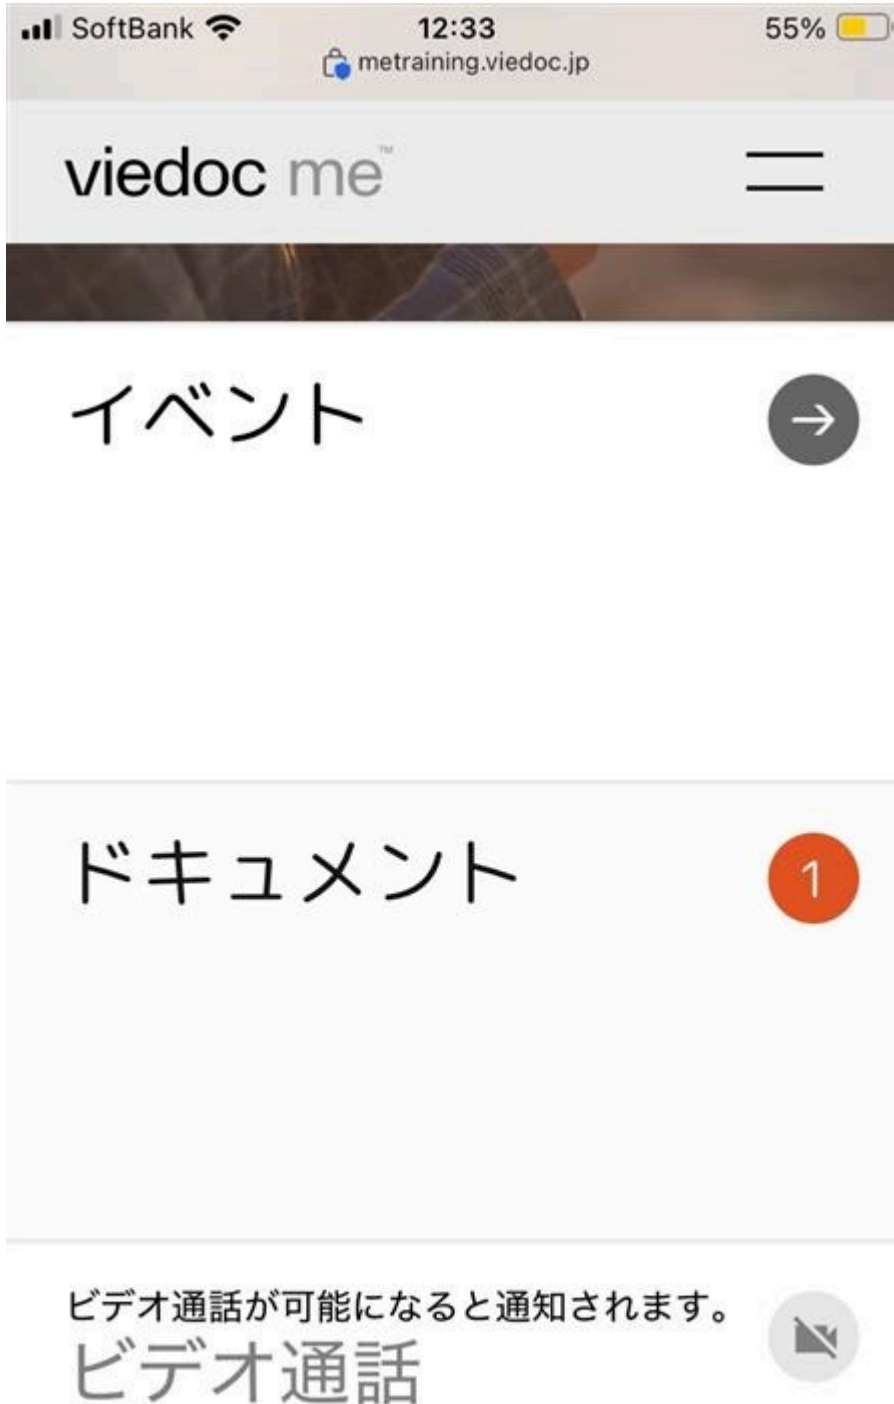 SoftBank 12:33 55%
metraining.viedoc.jp
viedoc me™
イベント
ドキュメント 1
ビデオ通話が可能になると通知されます。
ビデオ通話